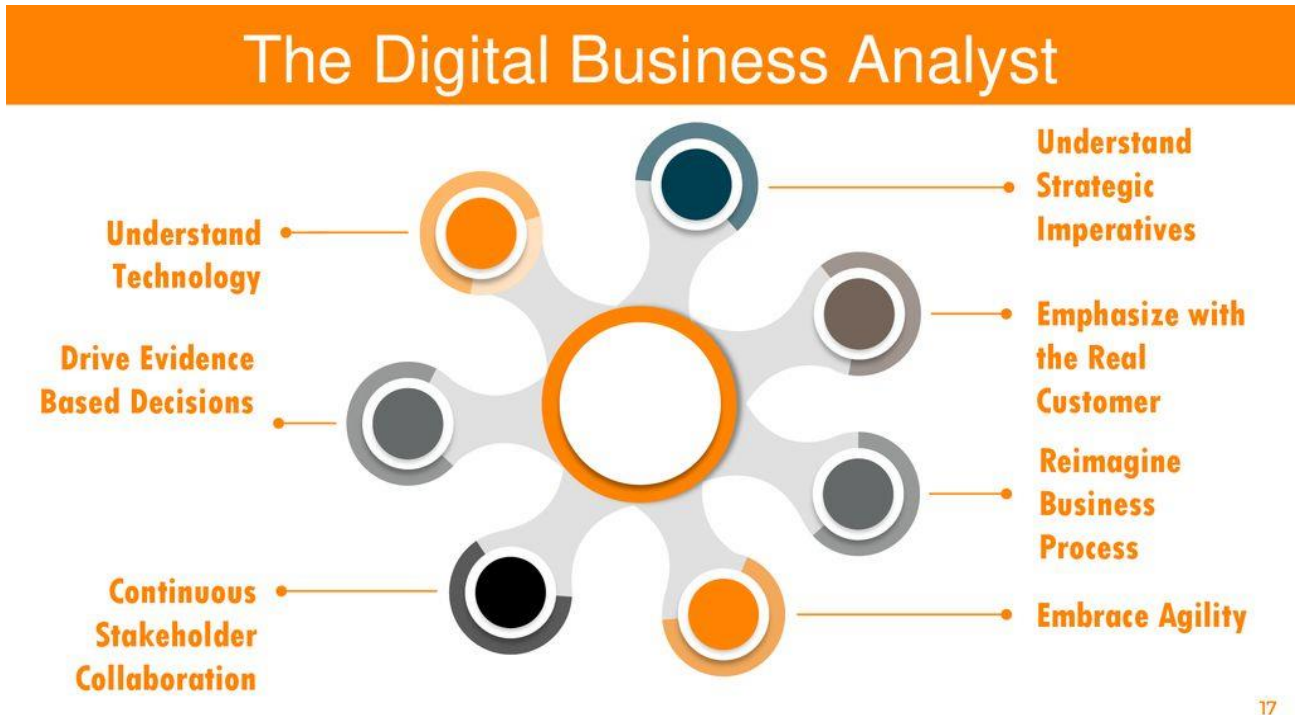 The Digital Business Analyst
Understand
Technology
Drive Evidence
Based Decisions
Continuous
Stakeholder
Collaboration
Understand
Strategic
Imperatives
Emphasize with
the Real
Customer
Reimagine
Business
Process
Embrace Agility
17